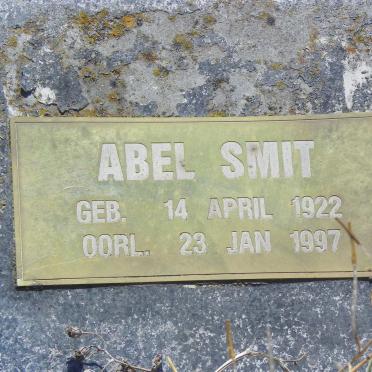 ABEL SMIT
GEB. 14 APRIL 1922
OORL. 23 JAN 1997